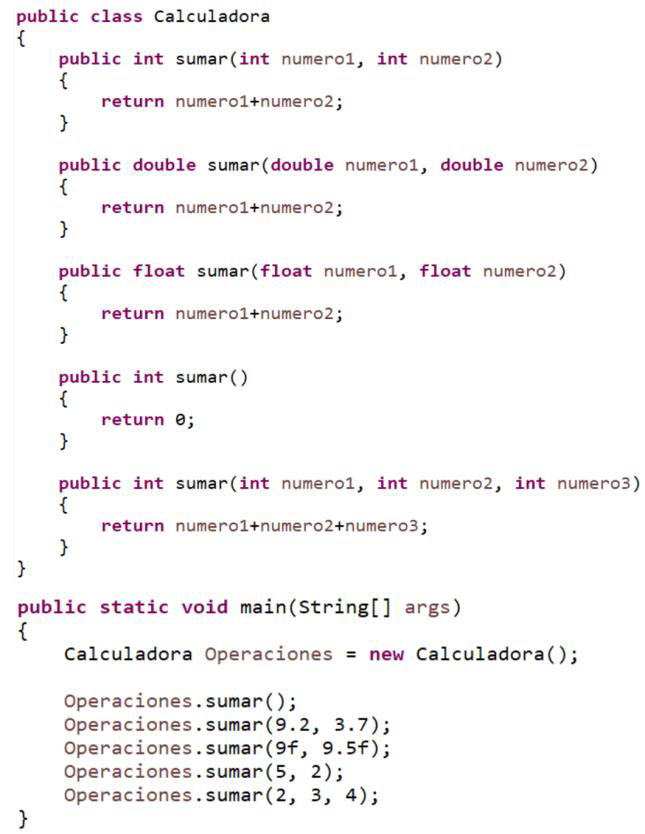 public class Calculadora
{
    public int sumar(int numero1, int numero2)
    {
        return numero1+numero2;
    }

    public double sumar(double numero1, double numero2)
    {
        return numero1+numero2;
    }

    public float sumar(float numero1, float numero2)
    {
        return numero1+numero2;
    }

    public int sumar()
    {
        return 0;
    }

    public int sumar(int numero1, int numero2, int numero3)
    {
        return numero1+numero2+numero3;
    }
}
public static void main(String[] args)
{
    Calculadora Operaciones = new Calculadora();

    Operaciones.sumar();
    Operaciones.sumar(9.2, 3.7);
    Operaciones.sumar(9f, 9.5f);
    Operaciones.sumar(5, 2);
    Operaciones.sumar(2, 3, 4);
}